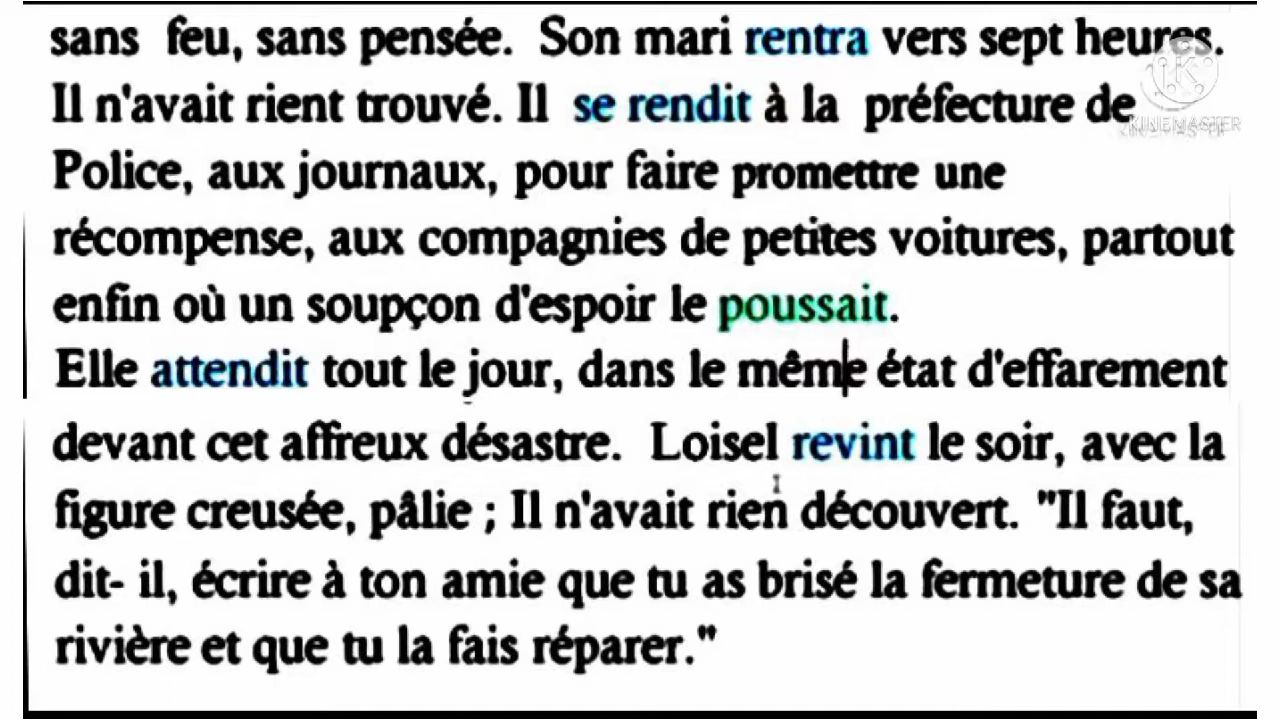 sans feu, sans pensée. Son mari rentra vers sept heures.
Il n'avait rient trouvé. Il se rendit à la préfecture de
KINEMASTER
Police, aux journaux, pour faire promettre une
récompense, aux compagnies de petites voitures, partout
enfin où un soupçon d'espoir le poussait.
Elle attendit tout le jour, dans le même état d'effarement
devant cet affreux désastre. Loisel revint le soir, avec la
figure creusée, pâlie ; Il n'avait rien découvert. "Il faut,
dit- il, écrire à ton amie que tu as brisé la fermeture de sa
rivière et que tu la fais réparer."